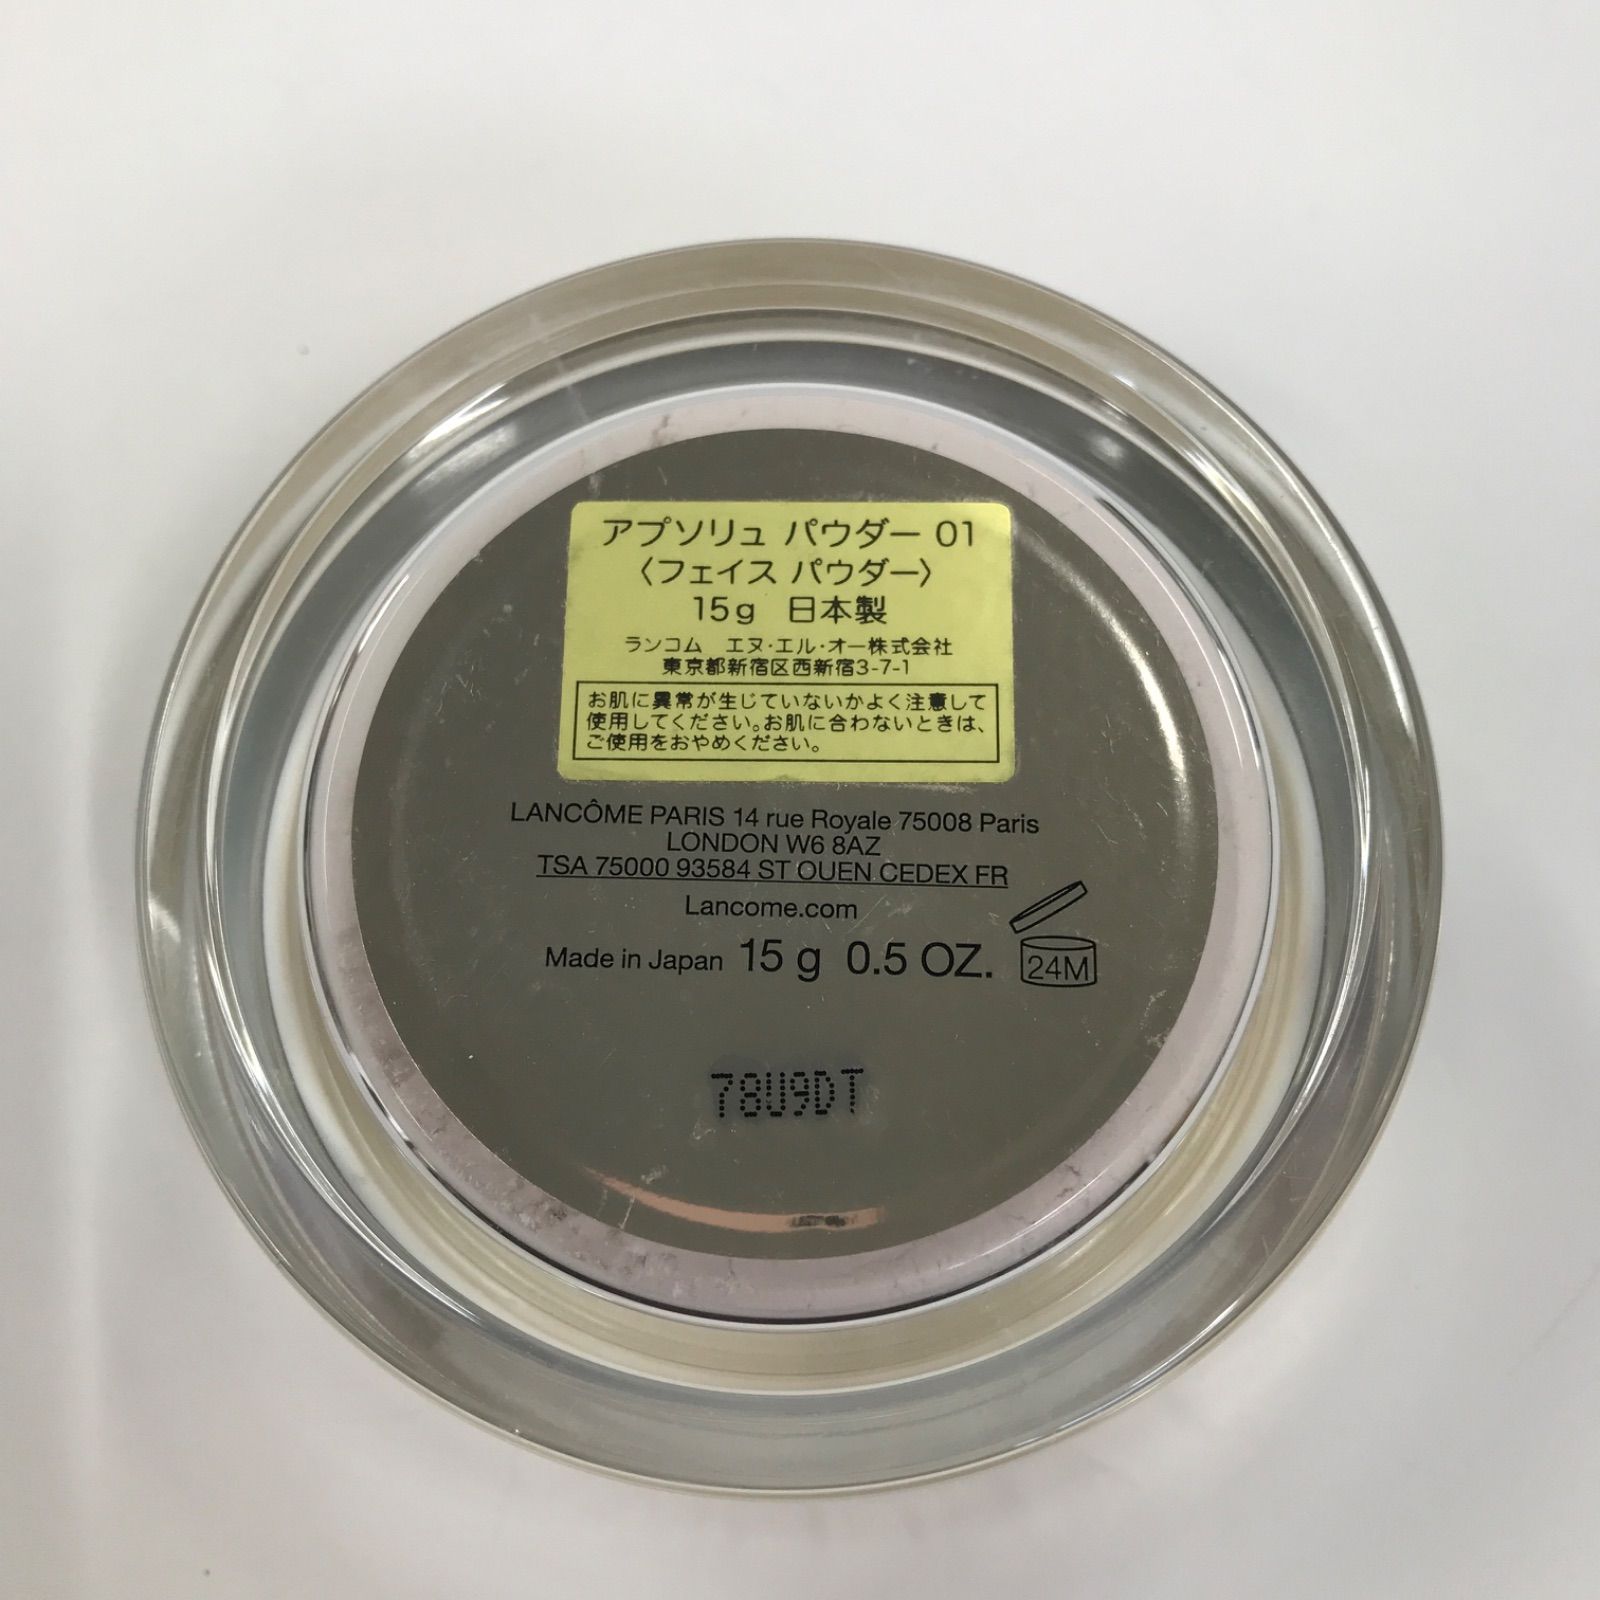 アプソリュ パウダー 01
〈フェイス パウダー〉
15g 日本製
ランコム エヌ・エル・オー株式会社
東京都新宿区西新宿3-7-1
お肌に異常が生じていないかよく注意して
使用してください。お肌に合わないときは、
ご使用をおやめください。
LANCÔME PARIS 14 rue Royale 75008 Paris
LONDON W6 8AZ
TSA 75000 93584 ST OUEN CEDEX FR
Lancome.com
Made in Japan 15 g 0.5 OZ. 24M
78U9DT